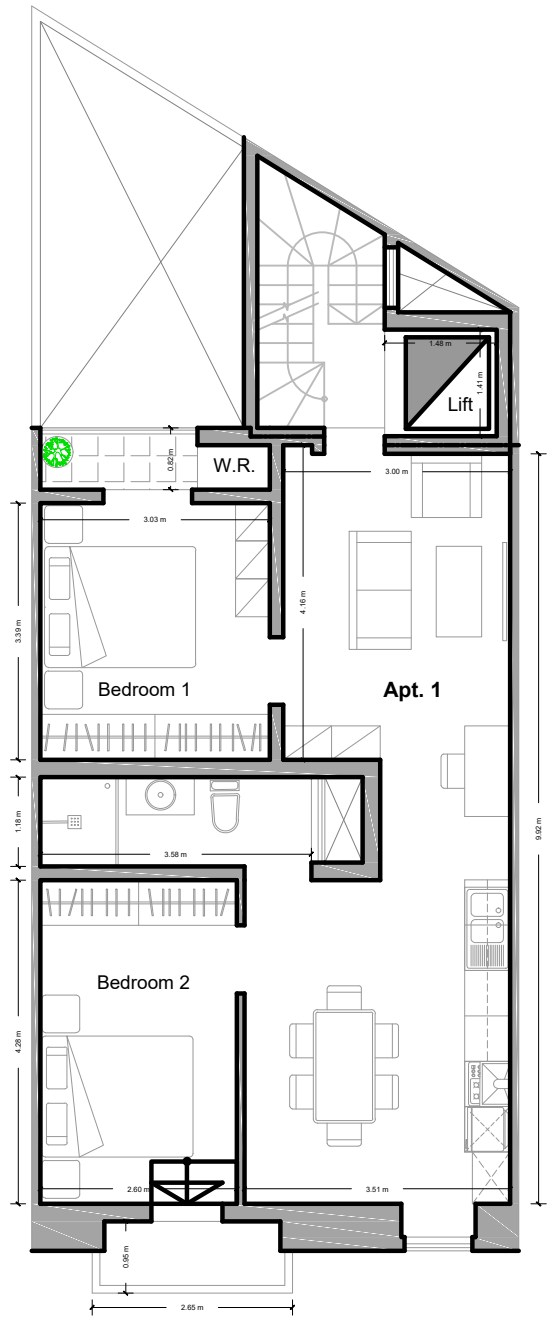 1.48 m
1.41 m
Lift
0.82 m
W.R.
3.00 m
3.03 m
4.16 m
3.39 m
Bedroom 1
Apt. 1
1.18 m
3.58 m
9.92 m
Bedroom 2
4.28 m
2.60 m
3.51 m
0.95 m
2.65 m